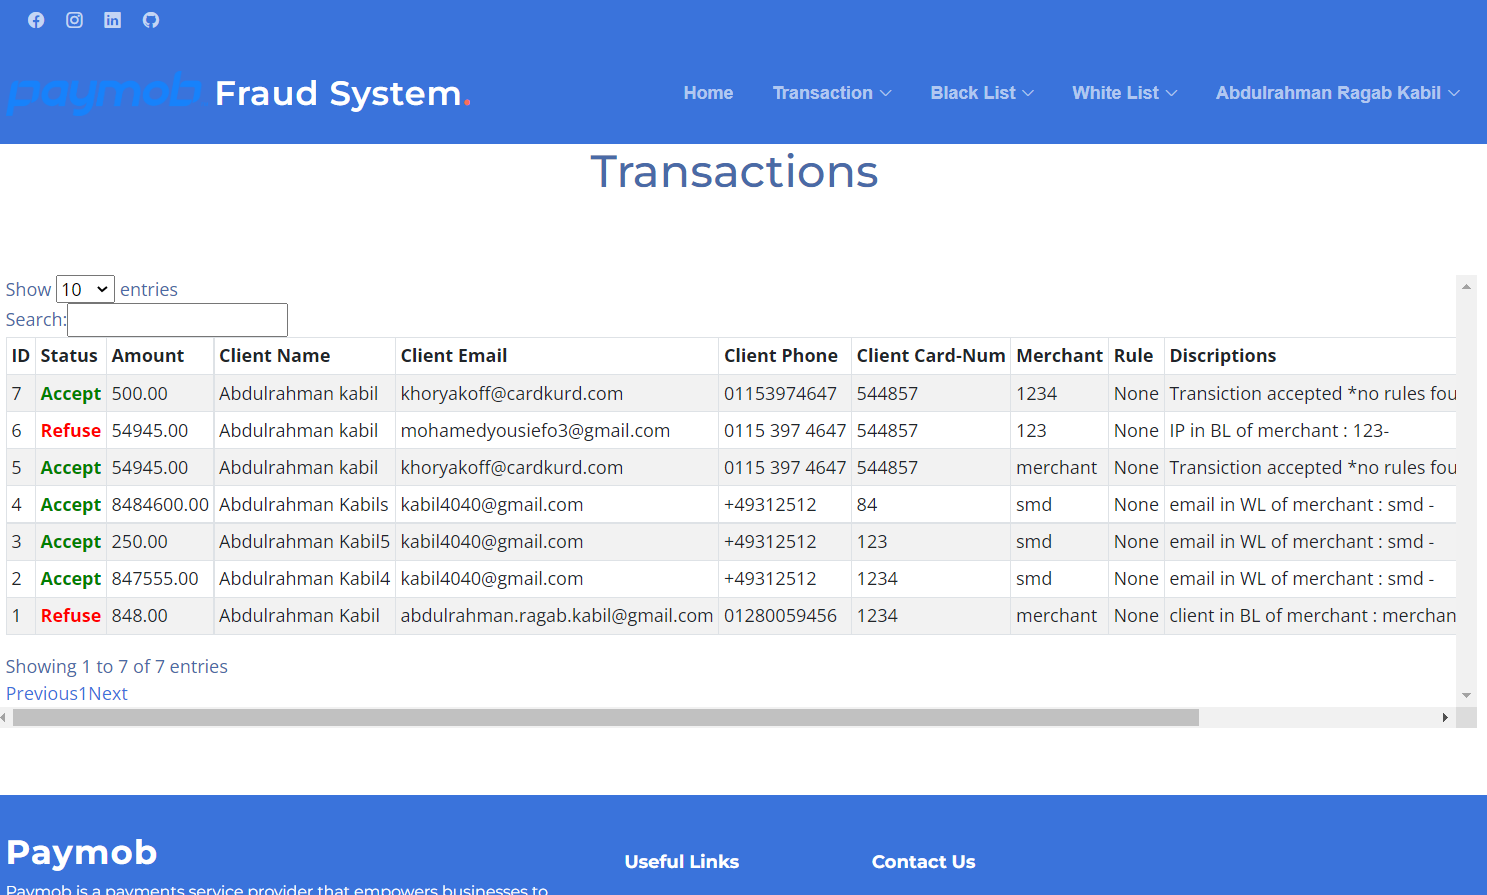 paymob Fraud System.
Home Transaction Black List White List Abdulrahman Ragab Kabil
Transactions
Show 10 entries
Search:
ID Status Amount Client Name Client Email Client Phone Client Card-Num Merchant Rule Discriptions
7 Accept 500.00 Abdulrahman kabil khoryakoff@cardkurd.com 01153974647 544857 1234 None Transiction accepted *no rules fou
6 Refuse 54945.00 Abdulrahman kabil mohamedyousiefo3@gmail.com 0115 397 4647 544857 123 None IP in BL of merchant : 123-
5 Accept 54945.00 Abdulrahman kabil khoryakoff@cardkurd.com 0115 397 4647 544857 merchant None Transiction accepted *no rules fou
4 Accept 8484600.00 Abdulrahman Kabils kabil4040@gmail.com +49312512 84 smd None email in WL of merchant : smd -
3 Accept 250.00 Abdulrahman Kabil5 kabil4040@gmail.com +49312512 123 smd None email in WL of merchant : smd -
2 Accept 847555.00 Abdulrahman Kabil4 kabil4040@gmail.com +49312512 1234 smd None email in WL of merchant : smd -
1 Refuse 848.00 Abdulrahman Kabil abdulrahman.ragab.kabil@gmail.com 01280059456 1234 merchant None client in BL of merchant : merchan
Showing 1 to 7 of 7 entries
Previous1Next
Paymob
Useful Links
Contact Us
Paymob is a payments service provider that empowers businesses to